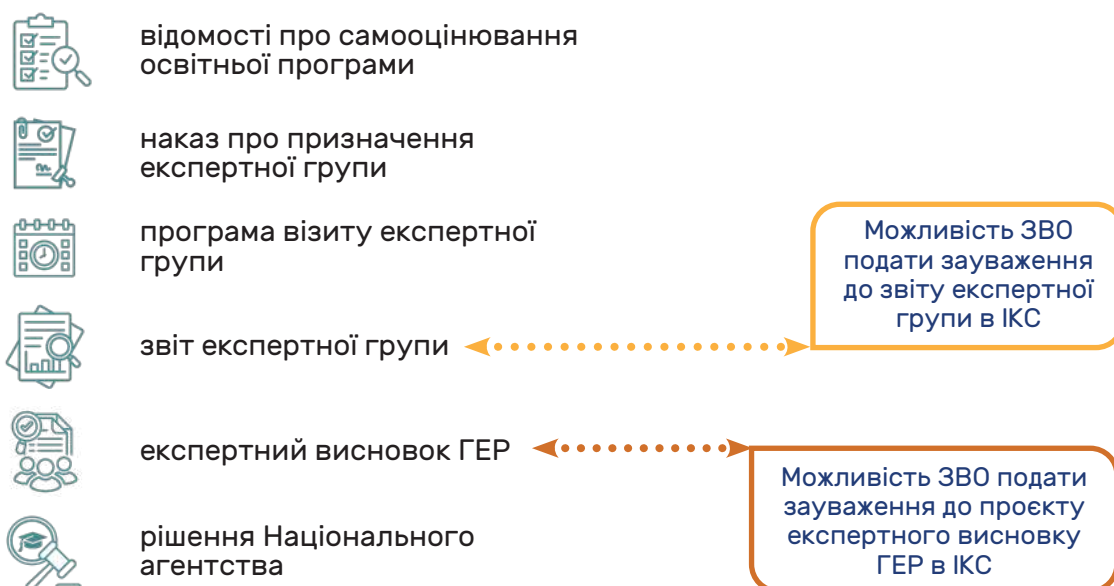 відомості про самооцінювання
освітньої програми
наказ про призначення
експертної групи
програма візиту експертної
групи
Можливість ЗВО
подати зауваження
до звіту експертної
групи в ІКС
звіт експертної групи
експертний висновок ГЕР
Можливість ЗВО подати
зауваження до проєкту
експертного висновку
ГЕР в ІКС
рішення Національного
агентства